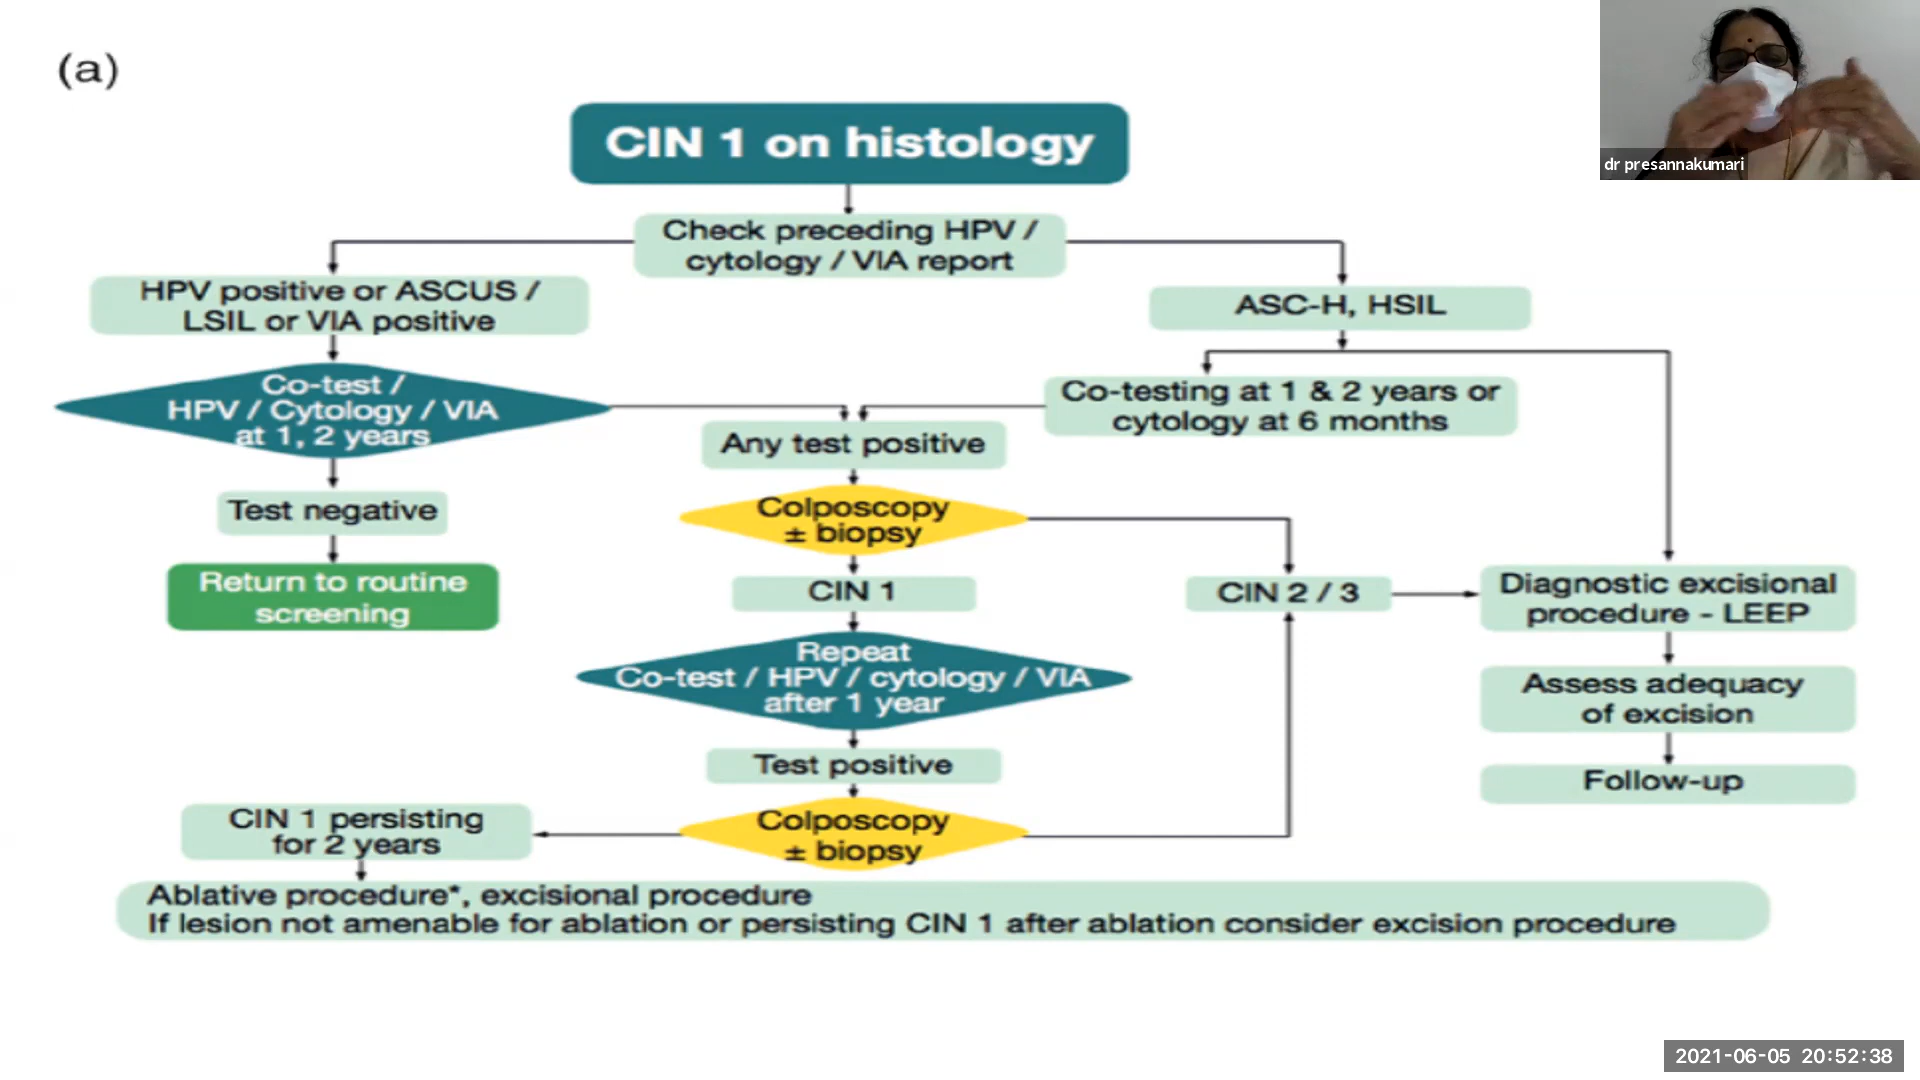 (a)
dr presannakumari
CIN 1 on histology
Check preceding HPV /
cytology / VIA report
HPV positive or ASCUS /
LSIL or VIA positive
ASC-H, HSIL
Co-test /
HPV / Cytology / VIA
at 1, 2 years
Co-testing at 1 & 2 years or
cytology at 6 months
Any test positive
Test negative
Colposcopy
± biopsy
Return to routine
screening
CIN 1
CIN 2 / 3
Diagnostic excisional
procedure - LEEP
Repeat
Co-test / HPV / cytology / VIA
after 1 year
Assess adequacy
of excision
Test positive
Follow-up
CIN 1 persisting
for 2 years
Colposcopy
± biopsy
Ablative procedure*, excisional procedure
If lesion not amenable for ablation or persisting CIN 1 after ablation consider excision procedure
2021-06-05 20:52:38